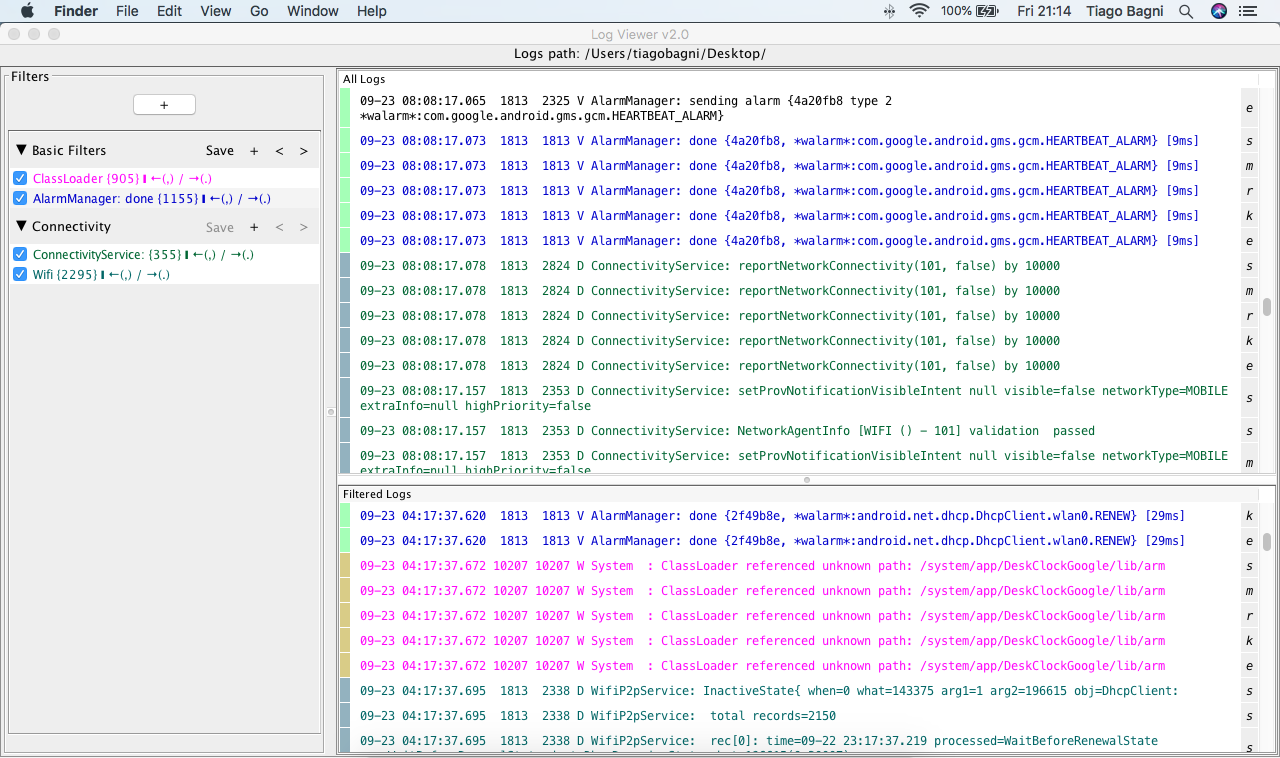 Finder File Edit View Go Window Help 100% Fri 21:14 Tiago Bagni
Log Viewer v2.0
Logs path: /Users/tiagobagni/Desktop/
Filters
+
▼ Basic Filters Save + < >
ClassLoader {905} ←(,) / →(.)
AlarmManager: done {1155} ←(,) / →(.)
▼ Connectivity Save + < >
ConnectivityService: {355} ←(,) / →(.)
Wifi {2295} ←(,) / →(.)
All Logs
09-23 08:08:17.065  1813  2325 V AlarmManager: sending alarm {4a20fb8 type 2
*walarm*:com.google.android.gms.gcm.HEARTBEAT_ALARM} e
09-23 08:08:17.073  1813  1813 V AlarmManager: done {4a20fb8, *walarm*:com.google.android.gms.gcm.HEARTBEAT_ALARM} [9ms] s
09-23 08:08:17.073  1813  1813 V AlarmManager: done {4a20fb8, *walarm*:com.google.android.gms.gcm.HEARTBEAT_ALARM} [9ms] m
09-23 08:08:17.073  1813  1813 V AlarmManager: done {4a20fb8, *walarm*:com.google.android.gms.gcm.HEARTBEAT_ALARM} [9ms] r
09-23 08:08:17.073  1813  1813 V AlarmManager: done {4a20fb8, *walarm*:com.google.android.gms.gcm.HEARTBEAT_ALARM} [9ms] k
09-23 08:08:17.073  1813  1813 V AlarmManager: done {4a20fb8, *walarm*:com.google.android.gms.gcm.HEARTBEAT_ALARM} [9ms] e
09-23 08:08:17.078  1813  2824 D ConnectivityService: reportNetworkConnectivity(101, false) by 10000 s
09-23 08:08:17.078  1813  2824 D ConnectivityService: reportNetworkConnectivity(101, false) by 10000 m
09-23 08:08:17.078  1813  2824 D ConnectivityService: reportNetworkConnectivity(101, false) by 10000 r
09-23 08:08:17.078  1813  2824 D ConnectivityService: reportNetworkConnectivity(101, false) by 10000 k
09-23 08:08:17.078  1813  2824 D ConnectivityService: reportNetworkConnectivity(101, false) by 10000 e
09-23 08:08:17.157  1813  2353 D ConnectivityService: setProvNotificationVisibleIntent null visible=false networkType=MOBILE
extraInfo=null highPriority=false s
09-23 08:08:17.157  1813  2353 D ConnectivityService: NetworkAgentInfo [WIFI () - 101] validation  passed s
09-23 08:08:17.157  1813  2353 D ConnectivityService: setProvNotificationVisibleIntent null visible=false networkType=MOBILE
extraInfo=null highPriority=false m
Filtered Logs
09-23 04:17:37.620  1813  1813 V AlarmManager: done {2f49b8e, *walarm*:android.net.dhcp.DhcpClient.wlan0.RENEW} [29ms] k
09-23 04:17:37.620  1813  1813 V AlarmManager: done {2f49b8e, *walarm*:android.net.dhcp.DhcpClient.wlan0.RENEW} [29ms] e
09-23 04:17:37.672 10207 10207 W System  : ClassLoader referenced unknown path: /system/app/DeskClockGoogle/lib/arm s
09-23 04:17:37.672 10207 10207 W System  : ClassLoader referenced unknown path: /system/app/DeskClockGoogle/lib/arm m
09-23 04:17:37.672 10207 10207 W System  : ClassLoader referenced unknown path: /system/app/DeskClockGoogle/lib/arm r
09-23 04:17:37.672 10207 10207 W System  : ClassLoader referenced unknown path: /system/app/DeskClockGoogle/lib/arm k
09-23 04:17:37.672 10207 10207 W System  : ClassLoader referenced unknown path: /system/app/DeskClockGoogle/lib/arm e
09-23 04:17:37.695  1813  2338 D WifiP2pService: InactiveState{ when=0 what=143375 arg1=1 arg2=196615 obj=DhcpClient: s
09-23 04:17:37.695  1813  2338 D WifiP2pService:  total records=2150 s
09-23 04:17:37.695  1813  2338 D WifiP2pService:  rec[0]: time=09-22 23:17:37.219 processed=WaitBeforeRenewalState s